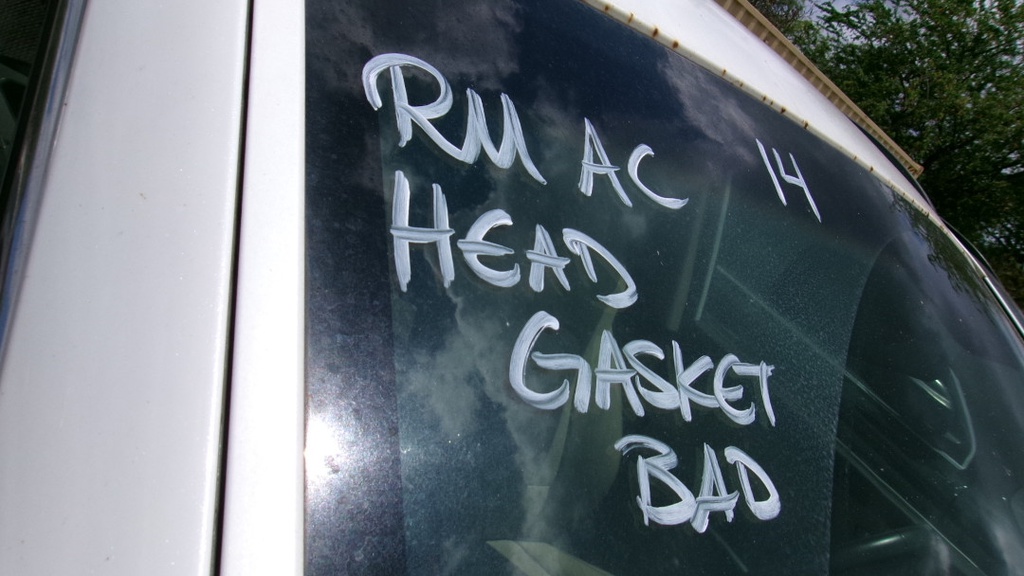 RM AC 14
HEAD
GASKET
BAD